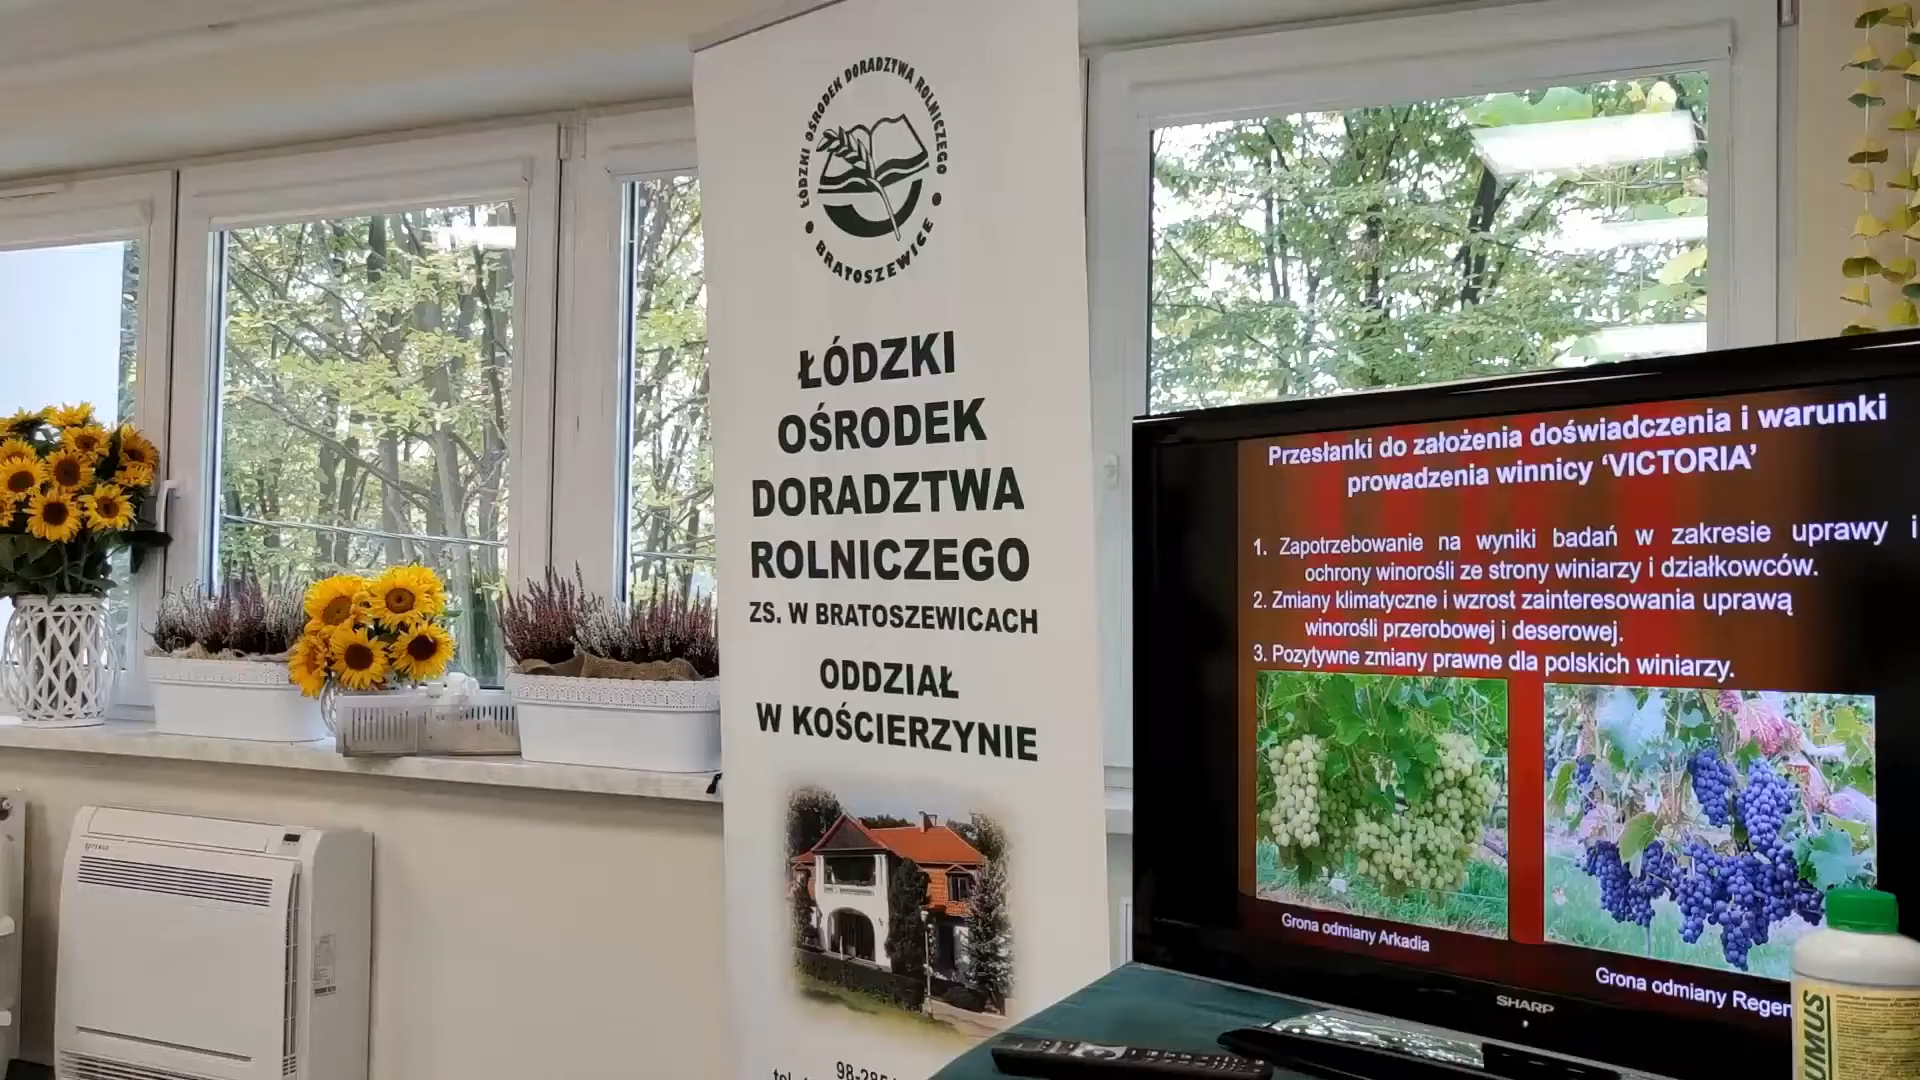 ŁÓDZKI OŚRODEK DORADZTWA ROLNICZEGO
• BRATOSZEWICE •
ŁÓDZKI
OŚRODEK
DORADZTWA
ROLNICZEGO
ZS. W BRATOSZEWICACH
ODDZIAŁ
W KOŚCIERZYNIE
Przesłanki do założenia doświadczenia i warunki
prowadzenia winnicy ‘VICTORIA’
1. Zapotrzebowanie na wyniki badań w zakresie uprawy i
ochrony winorośli ze strony winiarzy i działkowców.
2. Zmiany klimatyczne i wzrost zainteresowania uprawą
winorośli przerobowej i deserowej.
3. Pozytywne zmiany prawne dla polskich winiarzy.
Grona odmiany Arkadia
Grona odmiany Regen
SHARP
UMUS